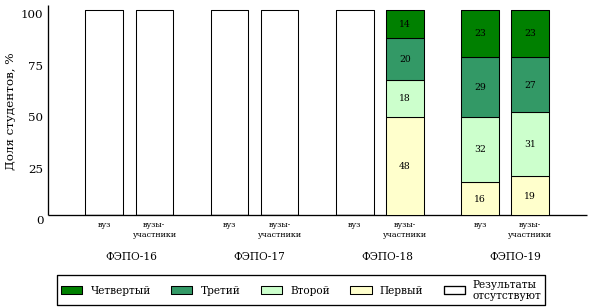 100
75
50
25
0
Доля студентов, %
14
20
18
48
23
29
32
16
23
27
31
19
вуз
вузы-
участники
вуз
вузы-
участники
вуз
вузы-
участники
вуз
вузы-
участники
ФЭПО-16
ФЭПО-17
ФЭПО-18
ФЭПО-19
Четвертый
Третий
Второй
Первый
Результаты
отсутствуют